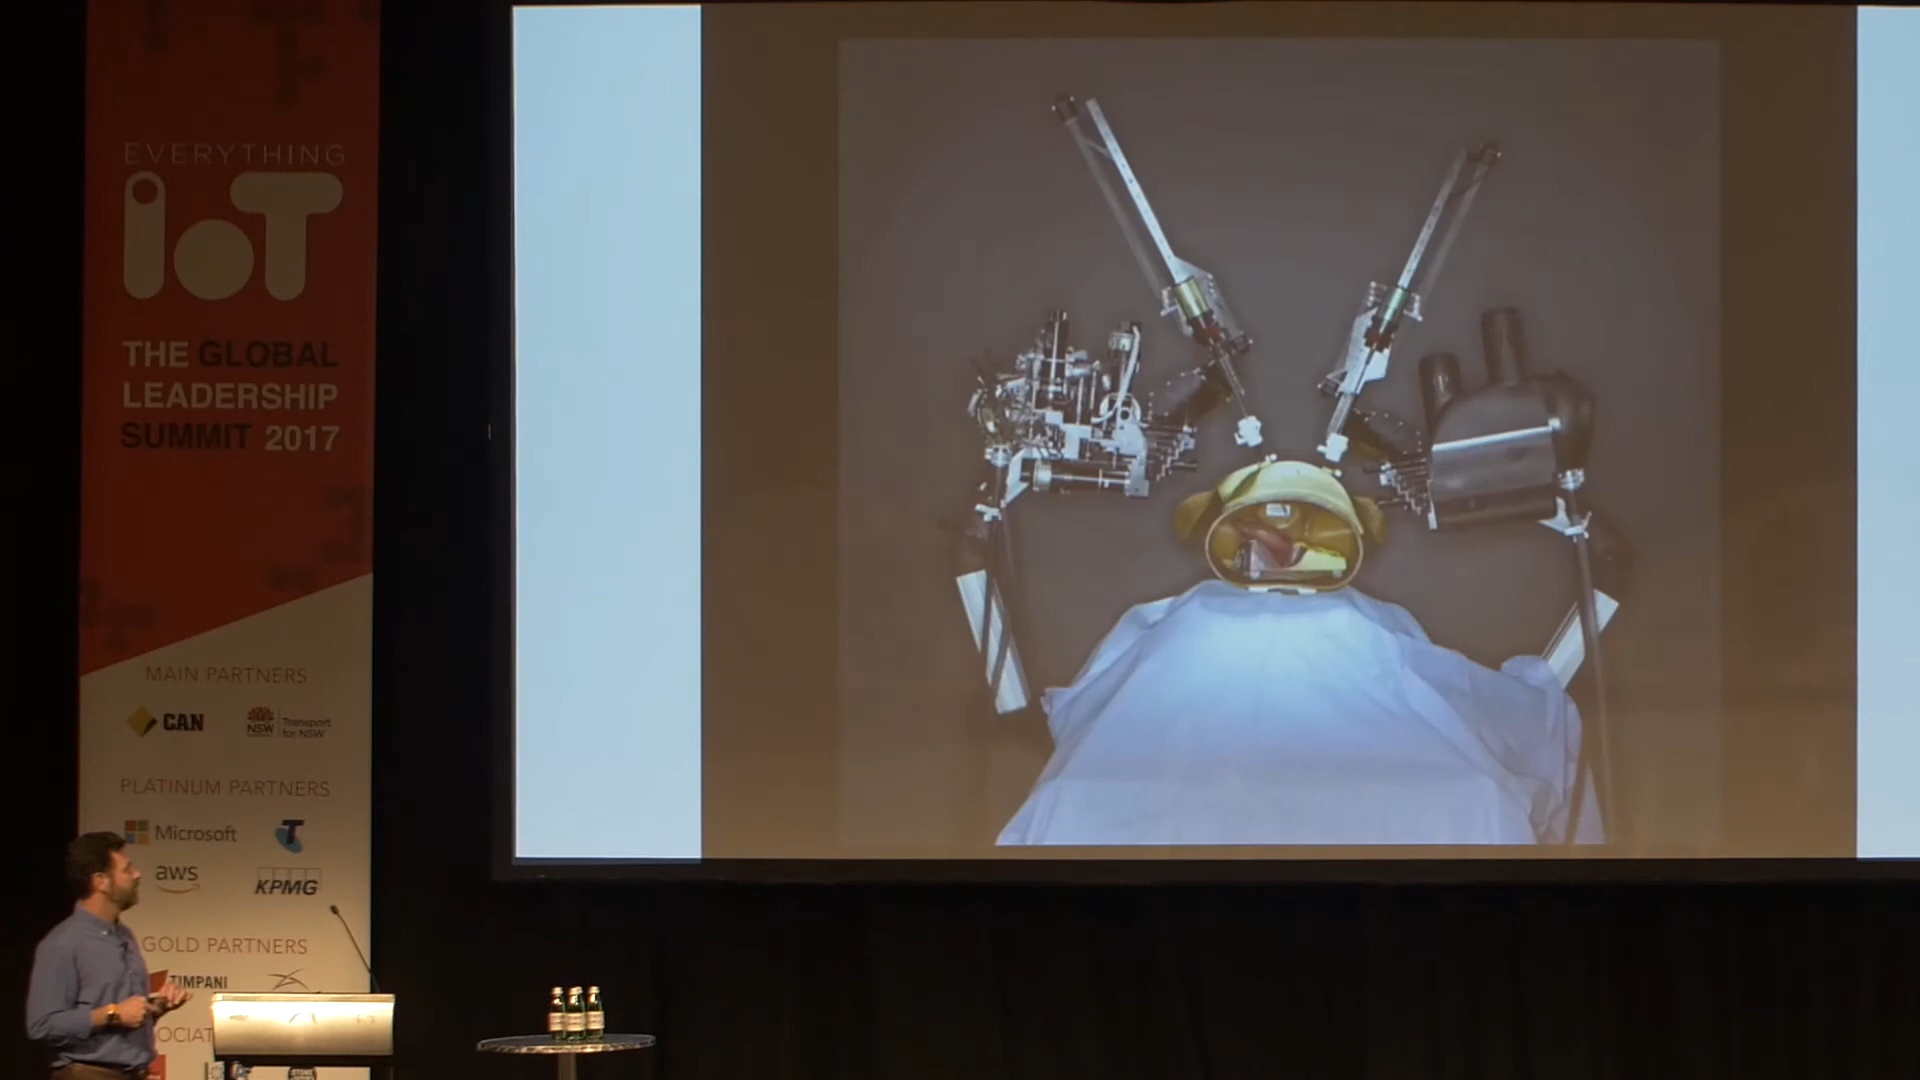 EVERYTHING
IoT
THE GLOBAL
LEADERSHIP
SUMMIT 2017
MAIN PARTNERS
CAN
NSW
Transport
for NSW
PLATINUM PARTNERS
Microsoft
T
aws
KPMG
GOLD PARTNERS
TIMPANI
OCIAT